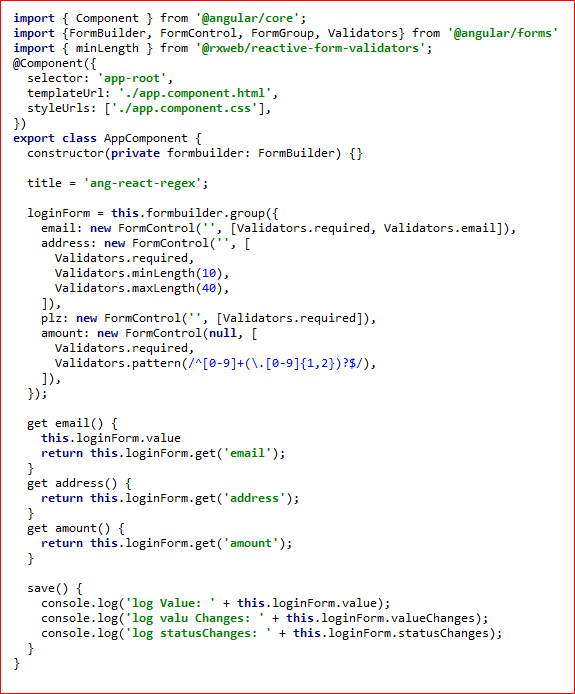 import { Component } from '@angular/core';
import {FormBuilder, FormControl, FormGroup, Validators} from '@angular/forms'
import { minLength } from '@rxweb/reactive-form-validators';
@Component({
  selector: 'app-root',
  templateUrl: './app.component.html',
  styleUrls: ['./app.component.css'],
})
export class AppComponent {
  constructor(private formbuilder: FormBuilder) {}

  title = 'ang-react-regex';

  loginForm = this.formbuilder.group({
    email: new FormControl('', [Validators.required, Validators.email]),
    address: new FormControl('', [
      Validators.required,
      Validators.minLength(10),
      Validators.maxLength(40),
    ]),
    plz: new FormControl('', [Validators.required]),
    amount: new FormControl(null, [
      Validators.required,
      Validators.pattern(/^[0-9]+(\.[0-9]{1,2})?$/),
    ]),
  });

  get email() {
    this.loginForm.value
    return this.loginForm.get('email');
  }
  get address() {
    return this.loginForm.get('address');
  }
  get amount() {
    return this.loginForm.get('amount');
  }

  save() {
    console.log('log Value: ' + this.loginForm.value);
    console.log('log valu Changes: ' + this.loginForm.valueChanges);
    console.log('log statusChanges: ' + this.loginForm.statusChanges);
  }
}